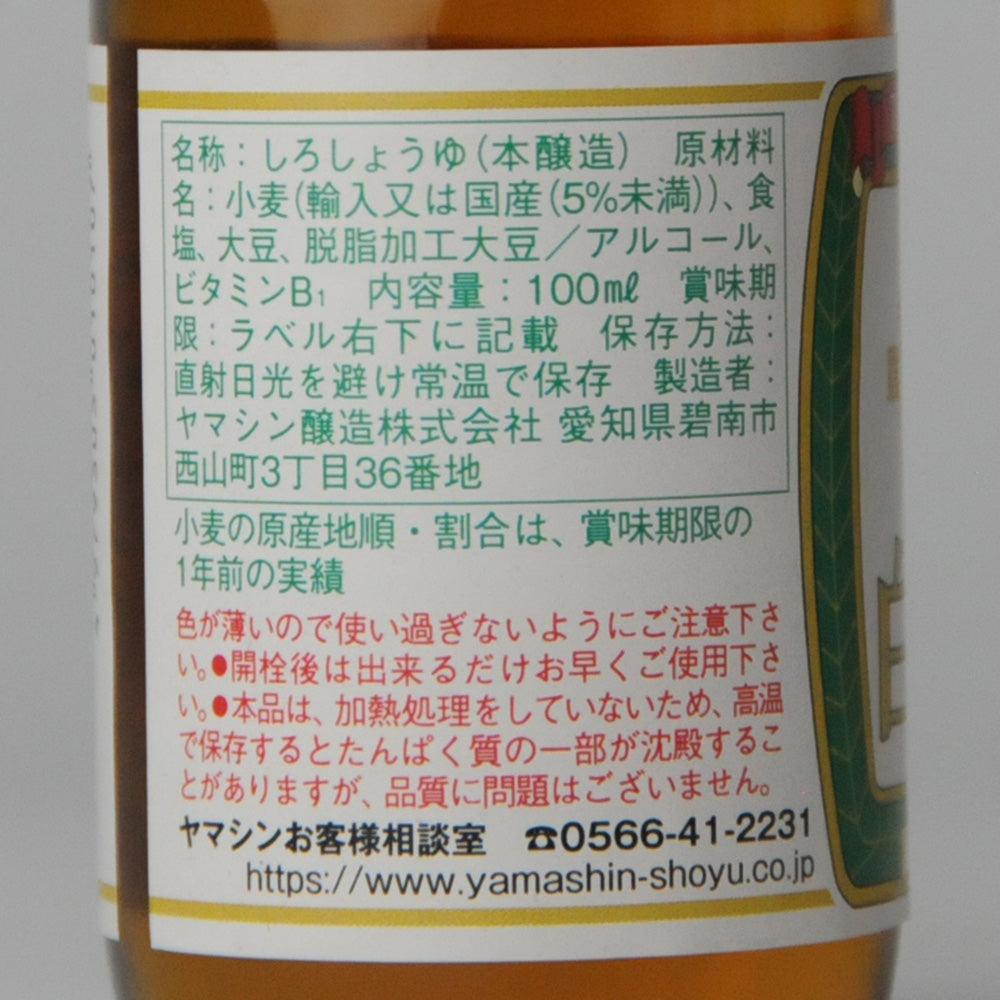 名称：しろしょうゆ（本醸造）　原材料
名：小麦（輸入又は国産（5%未満））、食
塩、大豆、脱脂加工大豆／アルコール、
ビタミンB₁　内容量：100㎖　賞味期
限：ラベル右下に記載　保存方法：
直射日光を避け常温で保存　製造者：
ヤマシン醸造株式会社 愛知県碧南市
西山町3丁目36番地
小麦の原産地順・割合は、賞味期限の
1年前の実績
色が薄いので使い過ぎないようにご注意下さ
い。●開栓後は出来るだけお早くご使用下さ
い。●本品は、加熱処理をしていないため、高温
で保存するとたんぱく質の一部が沈殿するこ
とがありますが、品質に問題はございません。
ヤマシンお客様相談室　☎0566-41-2231
https://www.yamashin-shoyu.co.jp